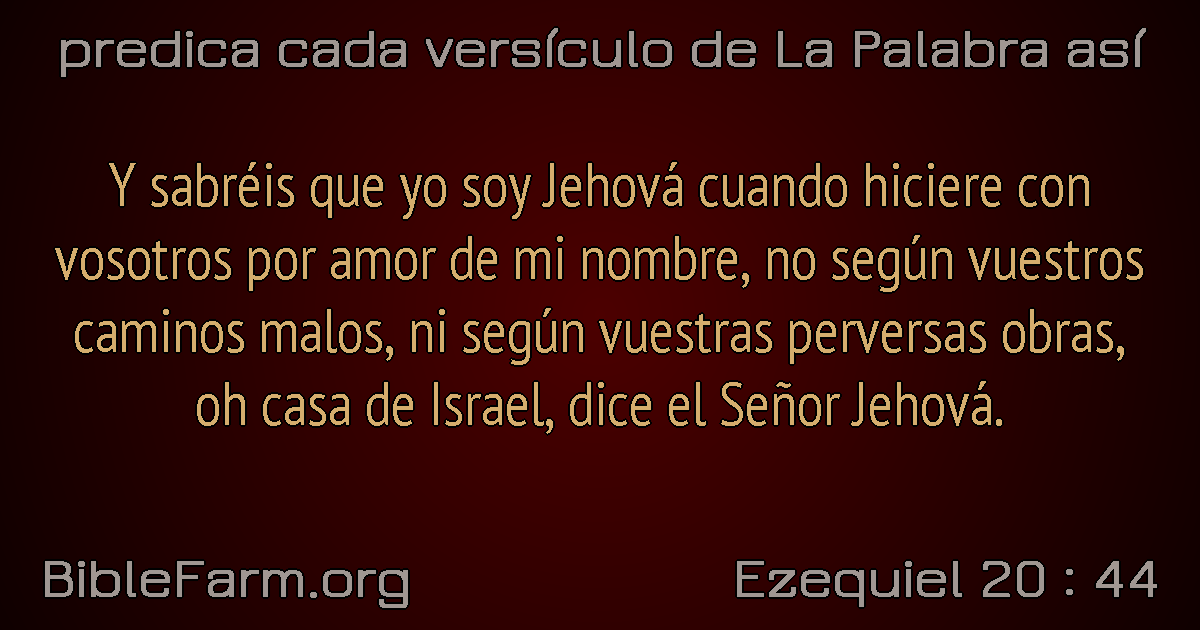 predica cada versículo de La Palabra así
Y sabréis que yo soy Jehová cuando hiciere con
vosotros por amor de mi nombre, no según vuestros
caminos malos, ni según vuestras perversas obras,
oh casa de Israel, dice el Señor Jehová.
BibleFarm.org
Ezequiel 20 : 44